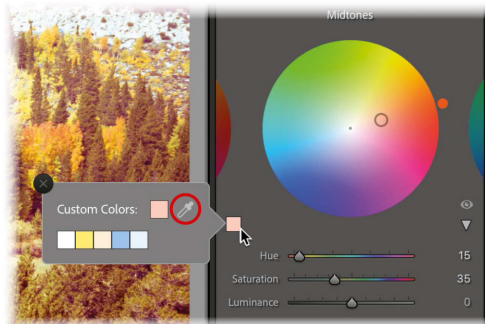 Midtones
Custom Colors:
Hue 15
Saturation 35
Luminance 0